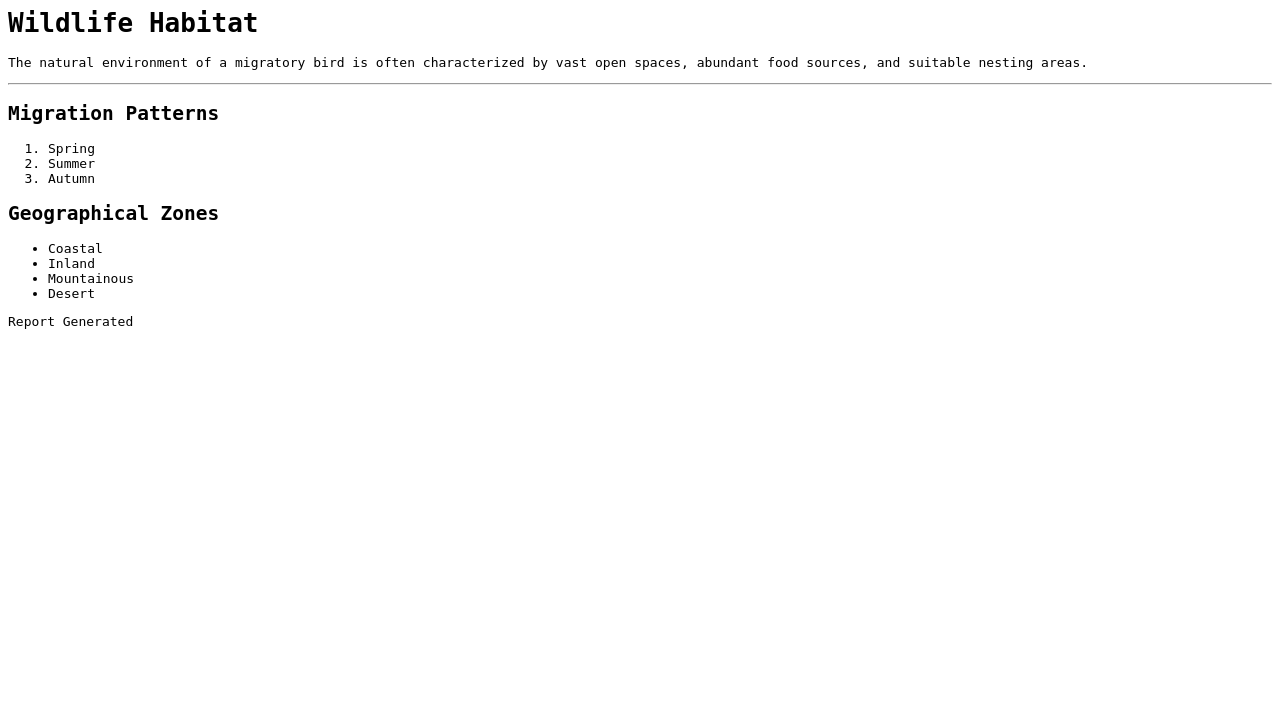 Wildlife Habitat
The natural environment of a migratory bird is often characterized by vast open spaces, abundant food sources, and suitable nesting areas.
Migration Patterns
1. Spring
2. Summer
3. Autumn
Geographical Zones
• Coastal
• Inland
• Mountainous
• Desert
Report Generated